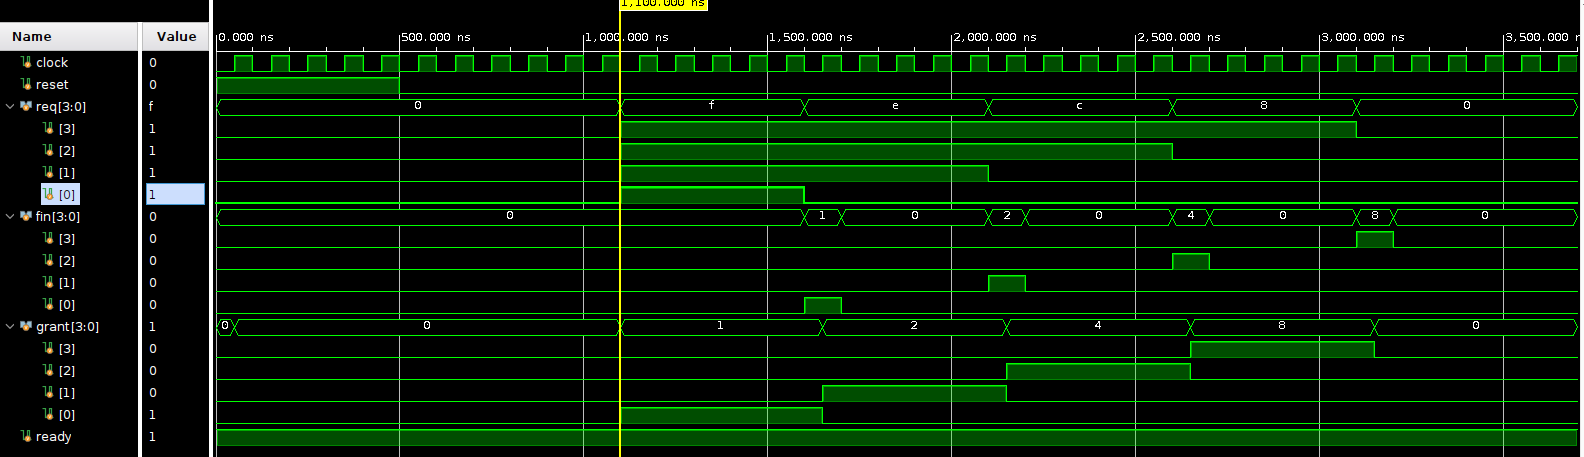 1,100.000 ns
Name Value 0.000 ns 500.000 ns 1,000.000 ns 1,500.000 ns 2,000.000 ns 2,500.000 ns 3,000.000 ns 3,500.000 n
clock 0
reset 0
req[3:0] f 0 f e c 8 0
[3] 1
[2] 1
[1] 1
[0] 1
fin[3:0] 0 0 1 0 2 0 4 0 8 0
[3] 0
[2] 0
[1] 0
[0] 0
grant[3:0] 1 0 0 1 2 4 8 0
[3] 0
[2] 0
[1] 0
[0] 1
ready 1